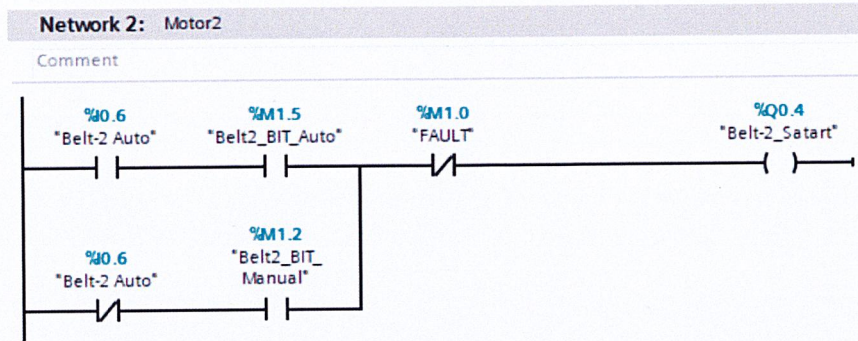 Network 2: Motor2
Comment
%I0.6
"Belt-2 Auto"
%M1.5
"Belt2_BIT_Auto"
%M1.0
"FAULT"
%Q0.4
"Belt-2_Satart"
%I0.6
"Belt-2 Auto"
%M1.2
"Belt2_BIT_
Manual"